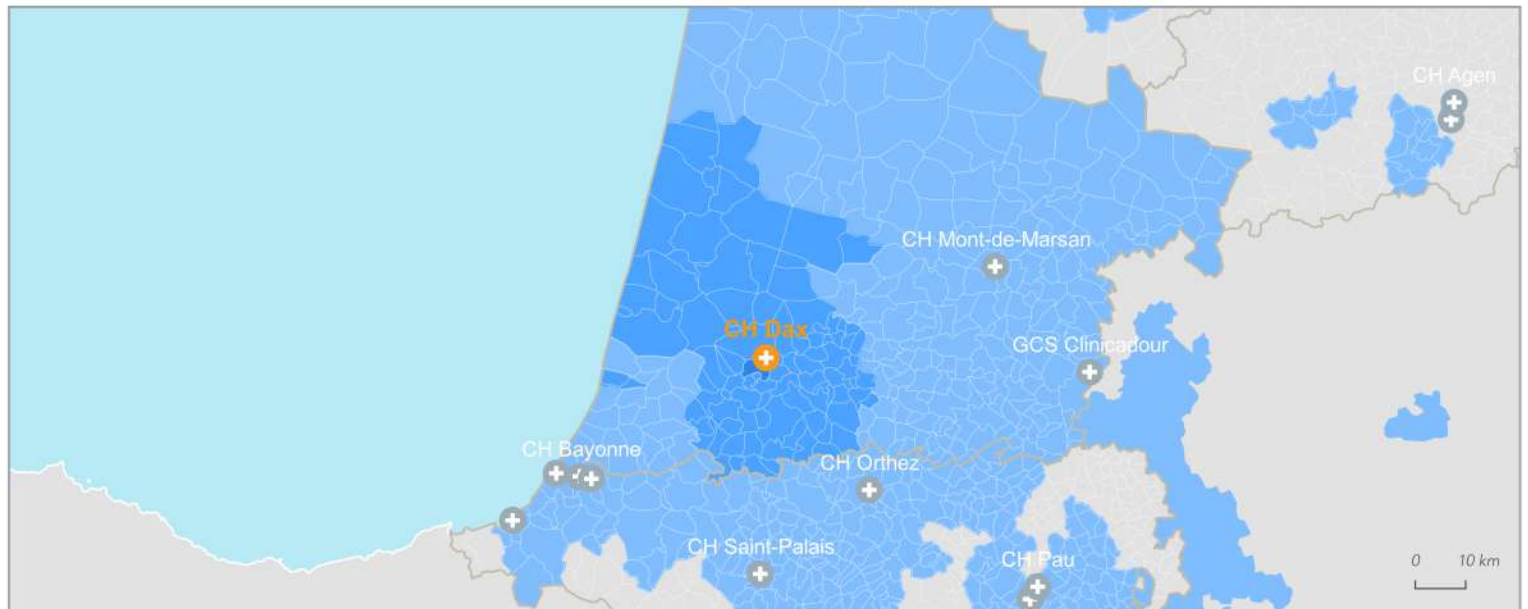 CH Agen
CH Mont-de-Marsan
CH Dax
GCS Clinicadour
CH Bayonne
CH Orthez
CH Saint-Palais
CH Pau
0 10 km